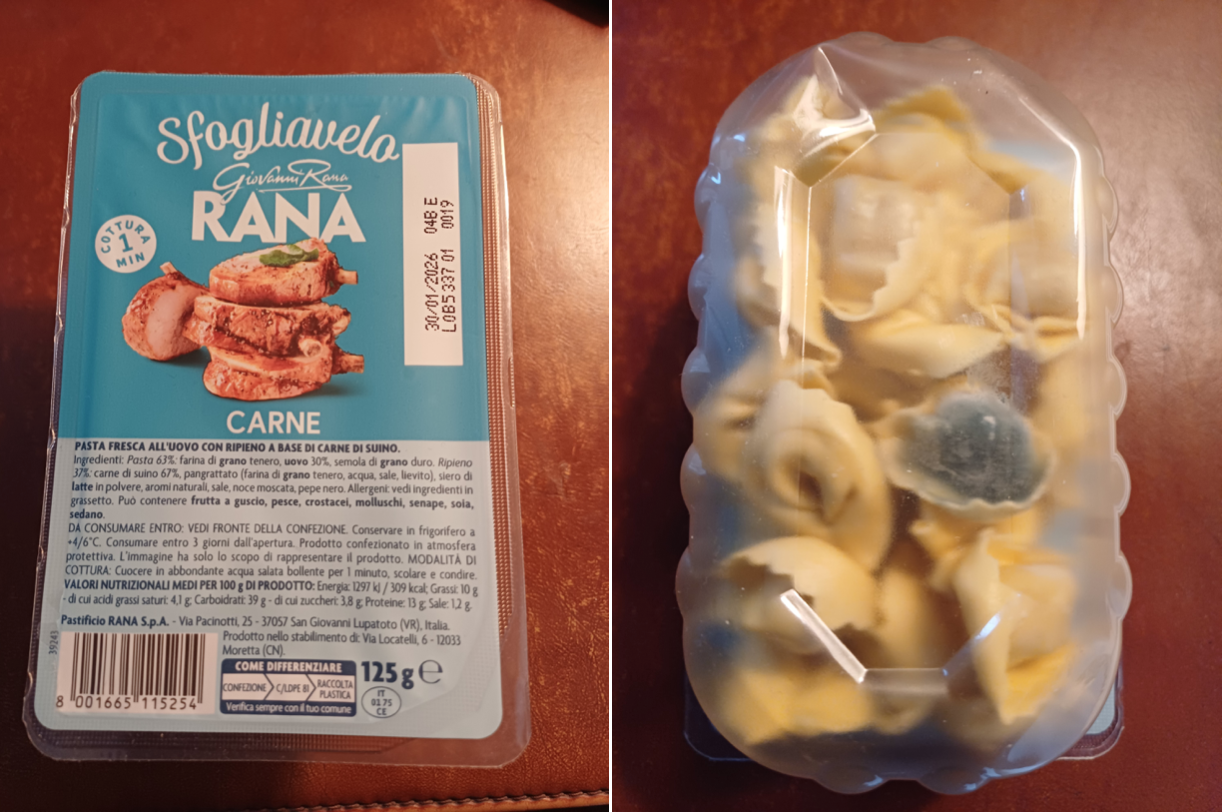 Sfogliavelo
Giovanni Rana
RANA
COTTURA
1
MIN
30/01/2026 04B E
L0B5337 01 0019
CARNE
PASTA FRESCA ALL'UOVO CON RIPIENO A BASE DI CARNE DI SUINO.
Ingredienti: Pasta 63%: farina di grano tenero, uovo 30%, semola di grano duro. Ripieno
37%: carne di suino 67%, pangrattato (farina di grano tenero, acqua, sale, lievito), siero di
latte in polvere, aromi naturali, sale, noce moscata, pepe nero. Allergeni: vedi ingredienti in
grassetto. Può contenere frutta a guscio, pesce, crostacei, molluschi, senape, soia,
sedano.
DA CONSUMARE ENTRO: VEDI FRONTE DELLA CONFEZIONE. Conservare in frigorifero a
+4/6°C. Consumare entro 3 giorni dall'apertura. Prodotto confezionato in atmosfera
protettiva. L'immagine ha solo lo scopo di rappresentare il prodotto. MODALITÀ DI
COTTURA: Cuocere in abbondante acqua salata bollente per 1 minuto, scolare e condire.
VALORI NUTRIZIONALI MEDI PER 100 g DI PRODOTTO: Energia: 1297 kJ / 309 kcal; Grassi: 10 g
- di cui acidi grassi saturi: 4,1 g; Carboidrati: 39 g - di cui zuccheri: 3,8 g; Proteine: 13 g; Sale: 1,2 g.
Pastificio RANA S.p.A. - Via Pacinotti, 25 - 37057 San Giovanni Lupatoto (VR), Italia.
Prodotto nello stabilimento di: Via Locatelli, 6 - 12033
Moretta (CN).
39243
8 001665 115254
COME DIFFERENZIARE
CONFEZIONE C/LDPE 81 RACCOLTA PLASTICA
Verifica sempre con il tuo comune
125 g e
IT
01 75
CE